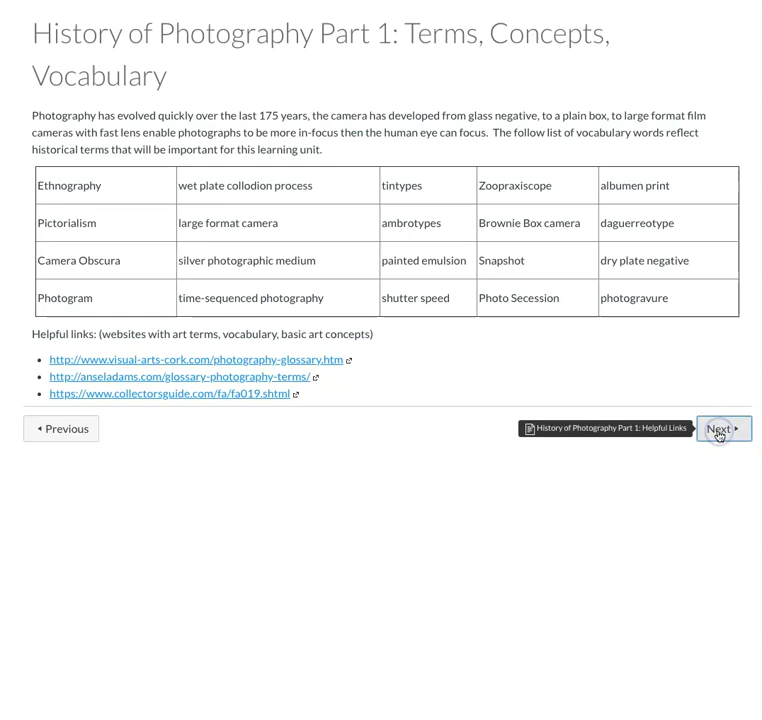 History of Photography Part 1: Terms, Concepts,
Vocabulary
Photography has evolved quickly over the last 175 years, the camera has developed from glass negative, to a plain box, to large format film
cameras with fast lens enable photographs to be more in-focus then the human eye can focus. The follow list of vocabulary words reflect
historical terms that will be important for this learning unit.
Ethnography wet plate collodion process tintypes Zoopraxiscope albumen print
Pictorialism large format camera ambrotypes Brownie Box camera daguerreotype
Camera Obscura silver photographic medium painted emulsion Snapshot dry plate negative
Photogram time-sequenced photography shutter speed Photo Secession photogravure
Helpful links: (websites with art terms, vocabulary, basic art concepts)
http://www.visual-arts-cork.com/photography-glossary.htm
http://anseladams.com/glossary-photography-terms/
https://www.collectorsguide.com/fa/fa019.shtml
Previous History of Photography Part 1: Helpful Links Next